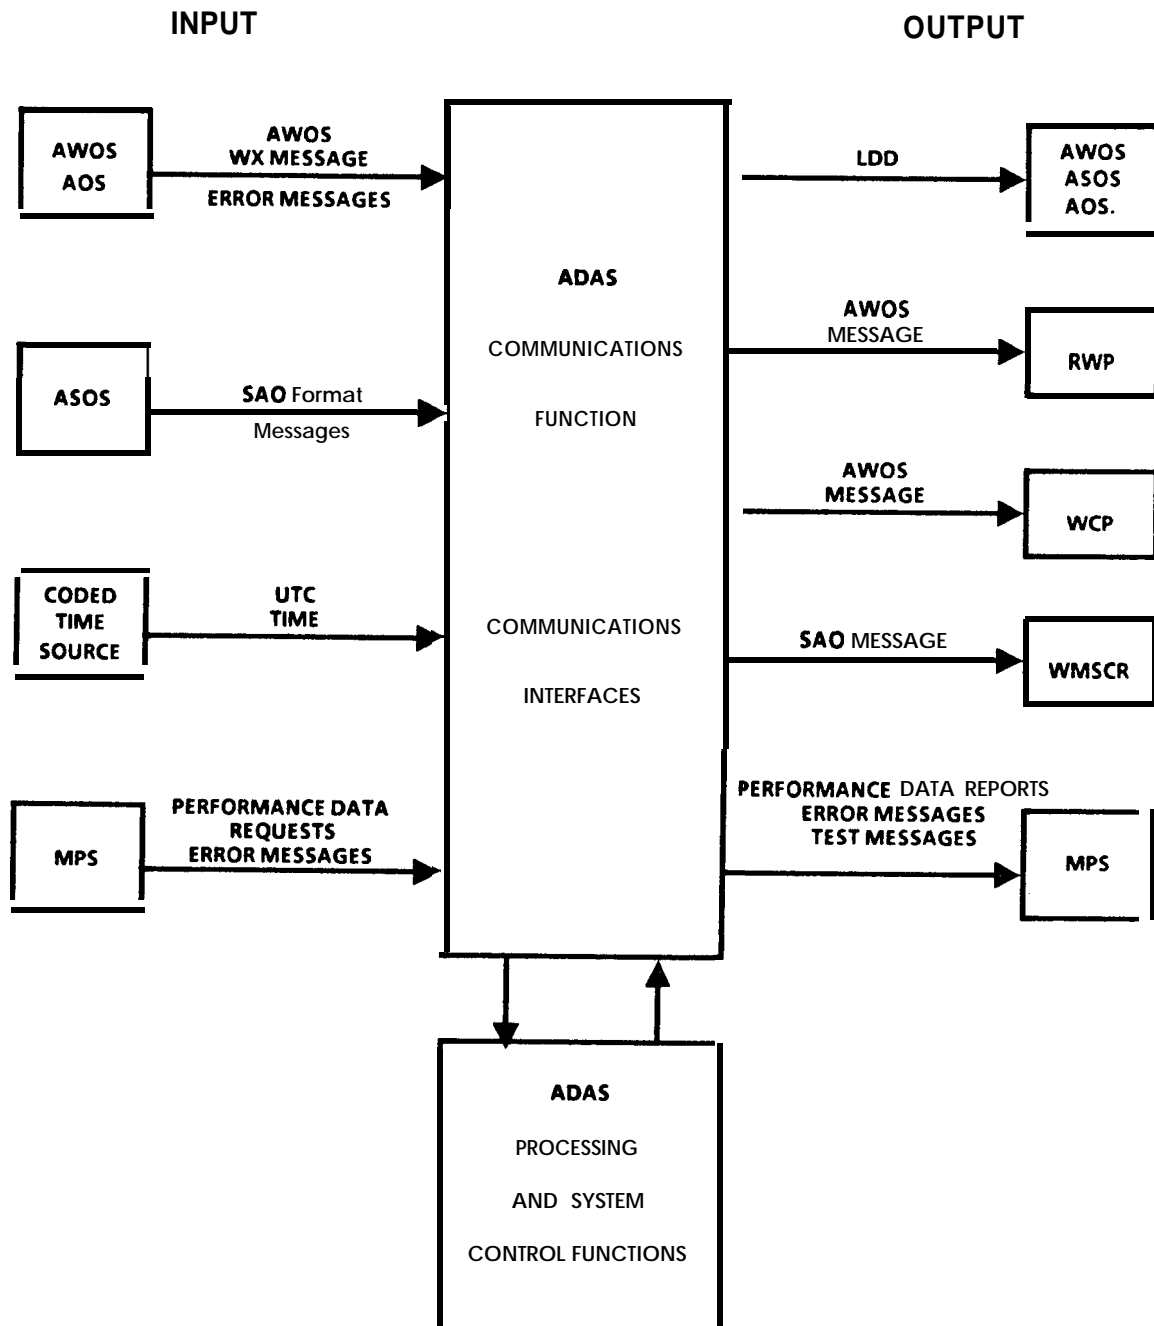 INPUT
OUTPUT
AWOS
AOS
AWOS
WX MESSAGE
ERROR MESSAGES
ASOS
SAO Format
Messages
CODED
TIME
SOURCE
UTC
TIME
MPS
PERFORMANCE DATA
REQUESTS
ERROR MESSAGES
ADAS
COMMUNICATIONS
FUNCTION
COMMUNICATIONS
INTERFACES
LDD
AWOS
ASOS
AOS.
AWOS
MESSAGE
RWP
AWOS
MESSAGE
WCP
SAO MESSAGE
WMSCR
PERFORMANCE DATA REPORTS
ERROR MESSAGES
TEST MESSAGES
MPS
ADAS
PROCESSING
AND SYSTEM
CONTROL FUNCTIONS